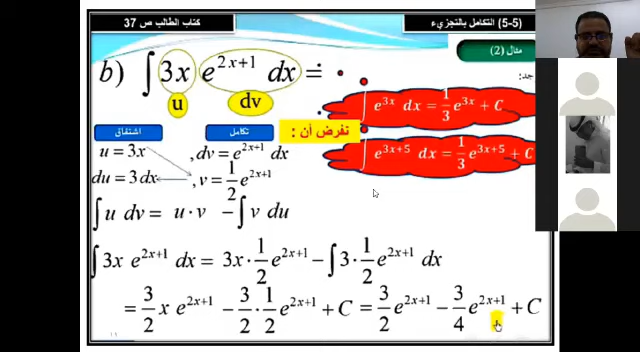 كتاب الطالب ص 37
(5-5) التكامل بالتجزيء
مثال (2)
جد:
b) ∫ 3x e^{2x+1} dx =
u dv
∫ e^{3x} dx = 1/3 e^{3x} + C
نفرض أن :
تكامل
اشتقاق
∫ e^{3x+5} dx = 1/3 e^{3x+5} + C
u = 3x , dv = e^{2x+1} dx
du = 3 dx , v = 1/2 e^{2x+1}
∫ u dv = u · v − ∫ v du
∫ 3x e^{2x+1} dx = 3x · 1/2 e^{2x+1} − ∫ 3 · 1/2 e^{2x+1} dx
= 3/2 x e^{2x+1} − 3/2 · 1/2 e^{2x+1} + C = 3/2 e^{2x+1} − 3/4 e^{2x+1} + C